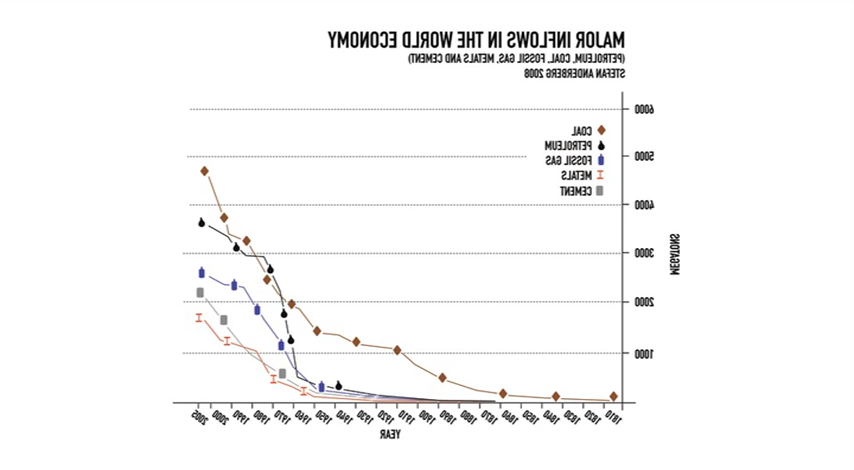 MAJOR INFLOWS IN THE WORLD ECONOMY
(PETROLEUM, COAL, FOSSIL GAS, METALS AND CEMENT)
STEFAN ANDERBERG 2008
6000
5000
4000
3000
2000
1000
MEGATONS
COAL
PETROLEUM
FOSSIL GAS
METALS
CEMENT
1810 1820 1830 1840 1850 1860 1870 1880 1890 1900 1910 1920 1930 1940 1950 1960 1970 1980 1990 2000 2005
YEAR